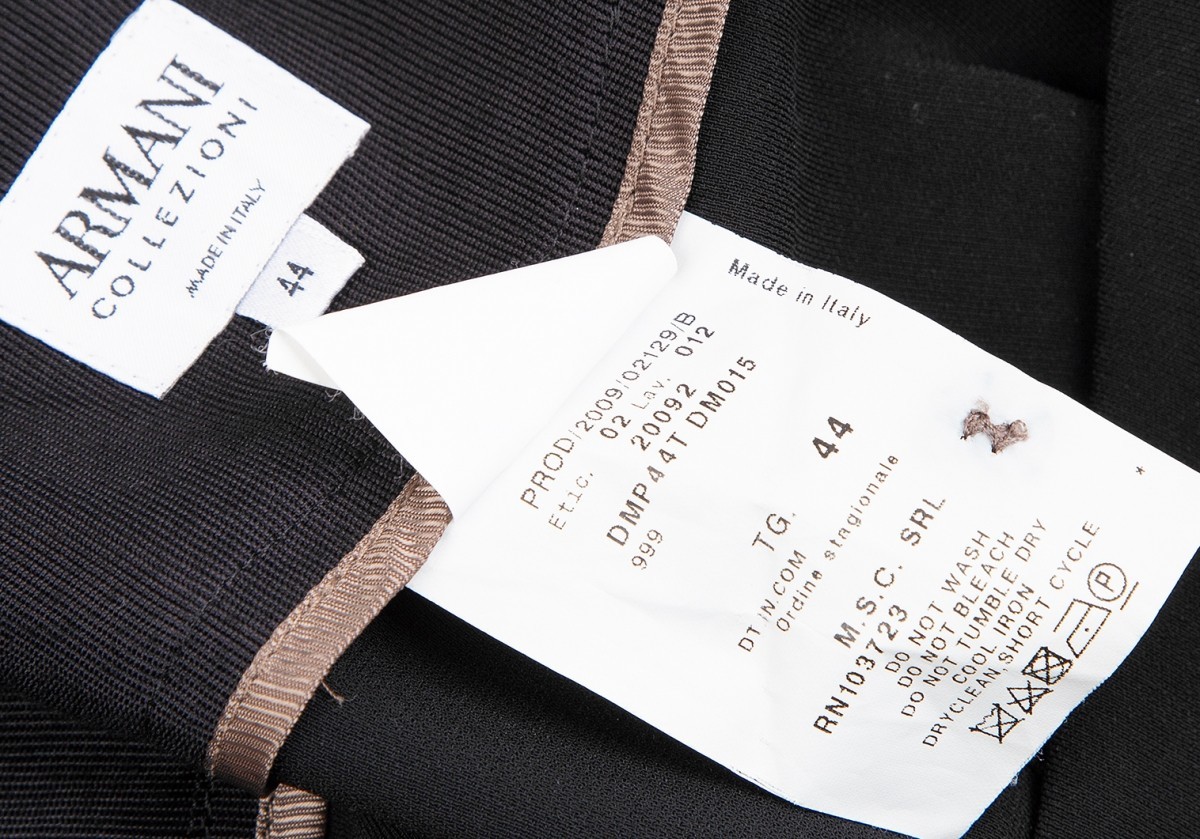 ARMANI
COLLEZIONI
MADE IN ITALY
44
Made in Italy
PROD/2009/02129/B
Etic. 02 Lav. 012
20092
DMP44T DM015
999
TG. 44
DT IN.COM
Ordine stagionale
M.S.C. SRL
RN103723
DO NOT WASH
DO NOT BLEACH
DO NOT TUMBLE DRY
COOL IRON
DRYCLEAN SHORT CYCLE
P
*